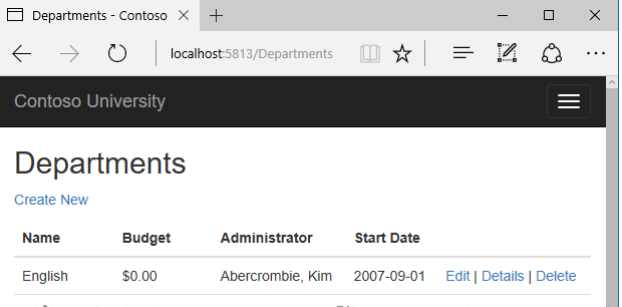 Departments - Contoso
localhost:5813/Departments
Contoso University
Departments
Create New
Name Budget Administrator Start Date
English $0.00 Abercrombie, Kim 2007-09-01 Edit | Details | Delete